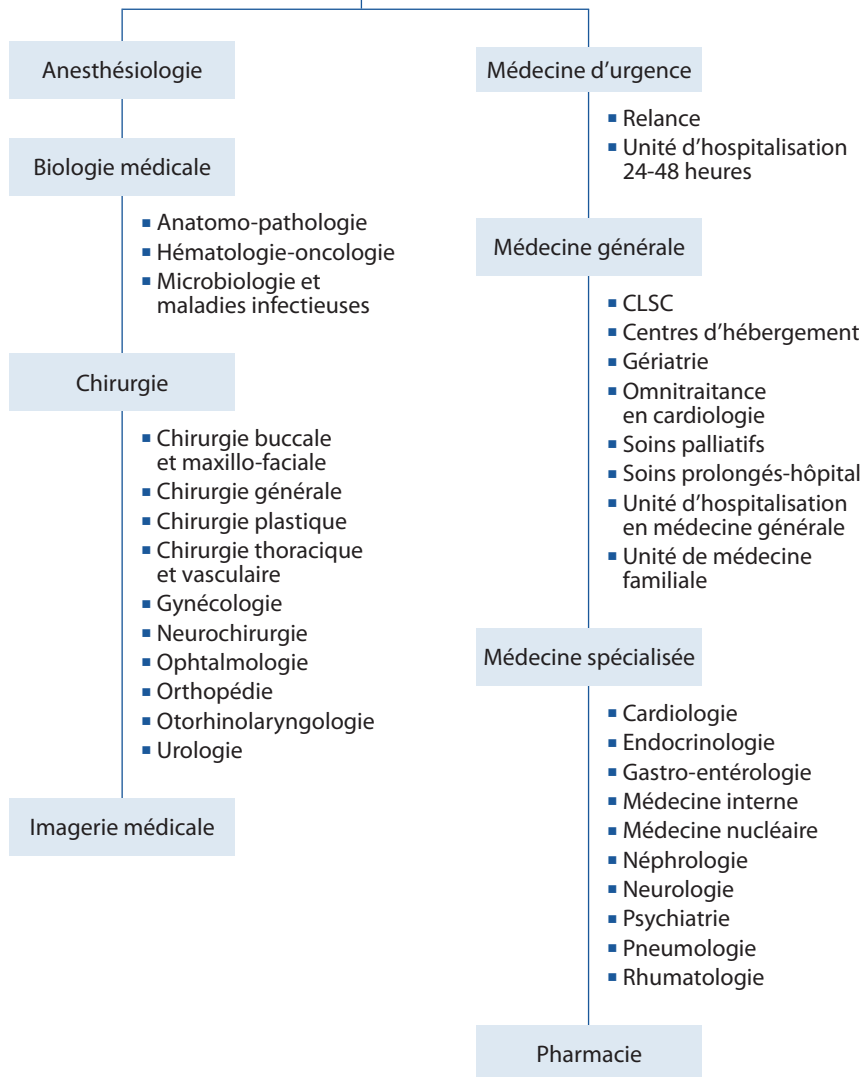 Anesthésiologie
Biologie médicale
Anatomo-pathologie
Hématologie-oncologie
Microbiologie et
maladies infectieuses
Chirurgie
Chirurgie buccale
et maxillo-faciale
Chirurgie générale
Chirurgie plastique
Chirurgie thoracique
et vasculaire
Gynécologie
Neurochirurgie
Ophtalmologie
Orthopédie
Otorhinolaryngologie
Urologie
Imagerie médicale
Médecine d'urgence
Relance
Unité d'hospitalisation
24-48 heures
Médecine générale
CLSC
Centres d'hébergement
Gériatrie
Omnitraitance
en cardiologie
Soins palliatifs
Soins prolongés-hôpital
Unité d'hospitalisation
en médecine générale
Unité de médecine
familiale
Médecine spécialisée
Cardiologie
Endocrinologie
Gastro-entérologie
Médecine interne
Médecine nucléaire
Néphrologie
Neurologie
Psychiatrie
Pneumologie
Rhumatologie
Pharmacie